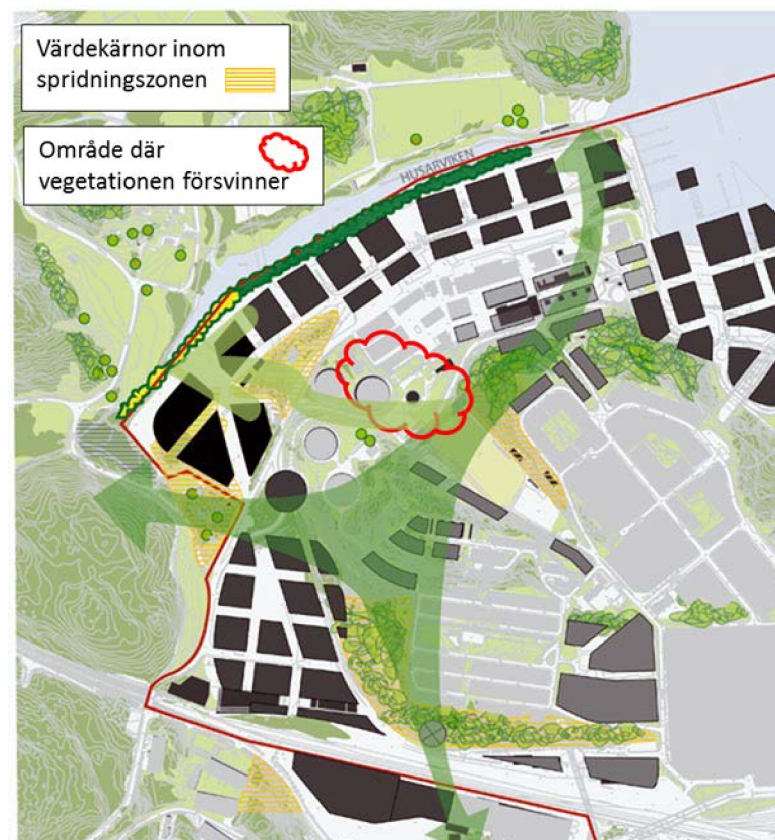 Värdekärnor inom
spridningszonen
Område där
vegetationen försvinner
HUSARVIKEN